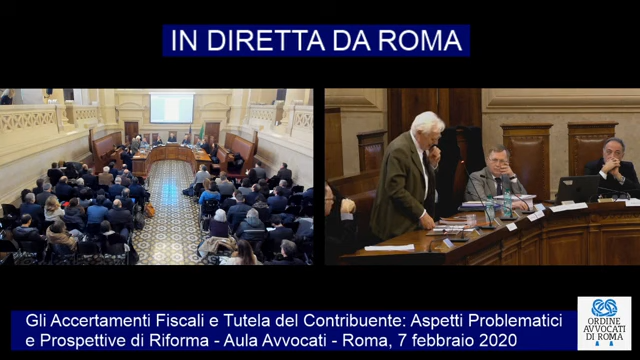 IN DIRETTA DA ROMA
Gli Accertamenti Fiscali e Tutela del Contribuente: Aspetti Problematici
e Prospettive di Riforma - Aula Avvocati - Roma, 7 febbraio 2020
ORDINE
AVVOCATI
DI ROMA